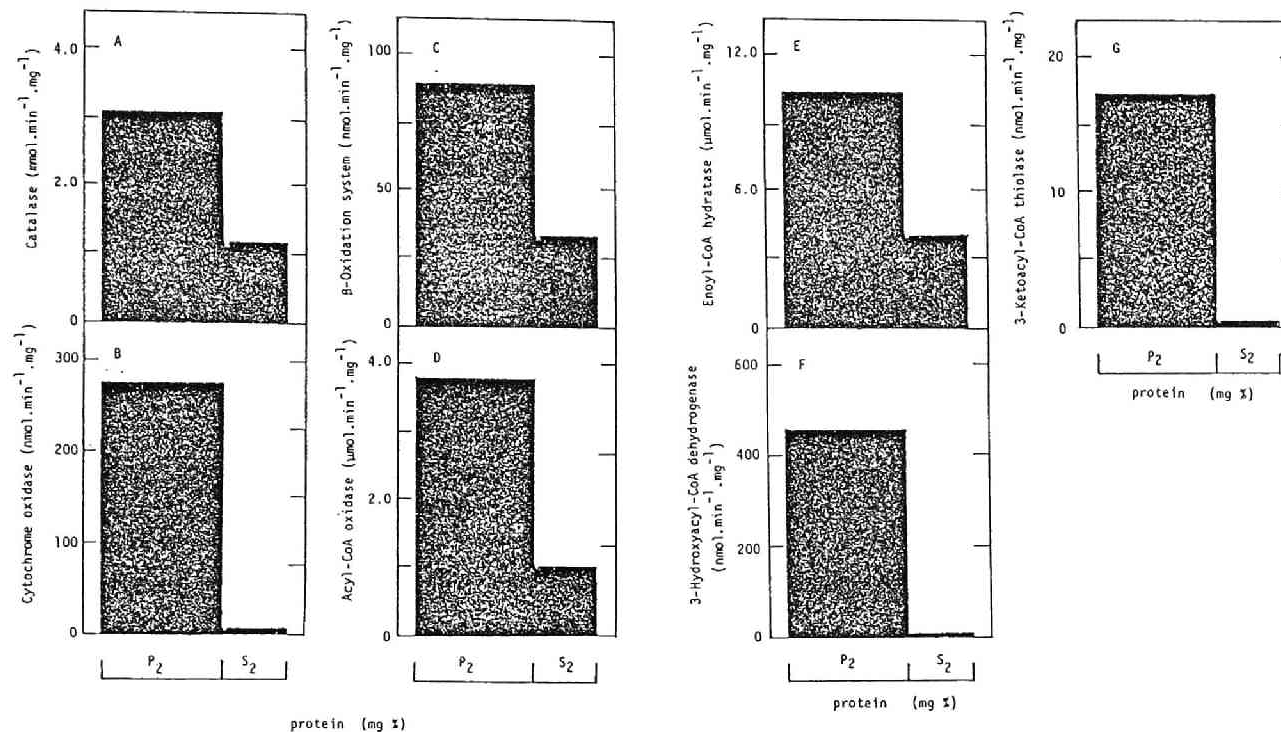 A
Catalase (mmol.min⁻¹.mg⁻¹)
4.0
2.0
0
B
Cytochrome oxidase (nmol.min⁻¹.mg⁻¹)
300
200
100
0
P₂ S₂
C
β-Oxidation system (nmol.min⁻¹.mg⁻¹)
100
50
0
D
Acyl-CoA oxidase (µmol.min⁻¹.mg⁻¹)
4.0
2.0
0
P₂ S₂
protein (mg %)
E
Enoyl-CoA hydratase (µmol.min⁻¹.mg⁻¹)
12.0
6.0
0
F
3-Hydroxyacyl-CoA dehydrogenase
(nmol.min⁻¹.mg⁻¹)
600
400
200
0
P₂ S₂
protein (mg %)
G
3-Ketoacyl-CoA thiolase (nmol.min⁻¹.mg⁻¹)
20
10
0
P₂ S₂
protein (mg %)